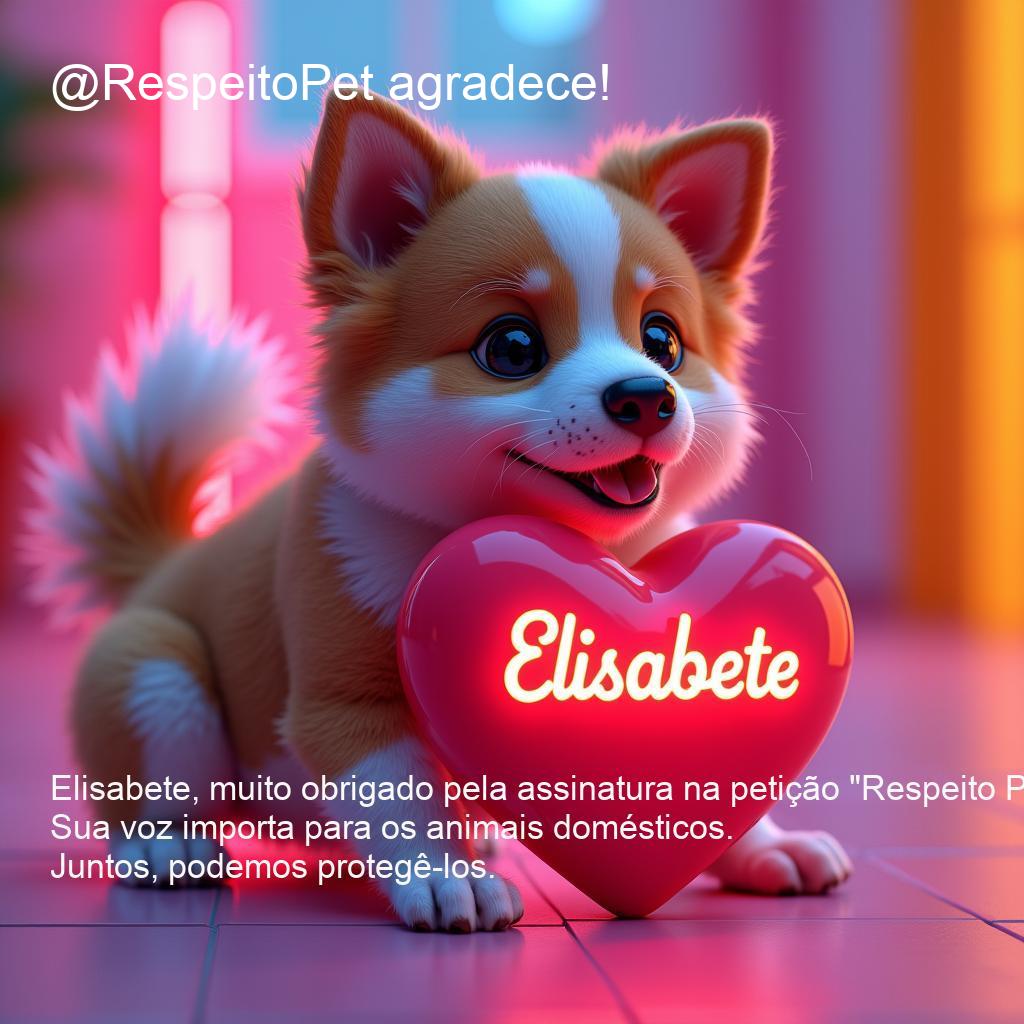 @RespeitoPet agradece!
Elisabete
Elisabete, muito obrigado pela assinatura na petição "Respeito P
Sua voz importa para os animais domésticos.
Juntos, podemos protegê-los.